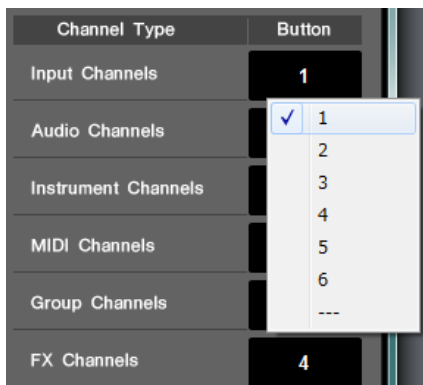 Channel Type Button
Input Channels 1
✓ 1
Audio Channels
2
Instrument Channels 3
4
MIDI Channels 5
6
Group Channels ---
FX Channels 4